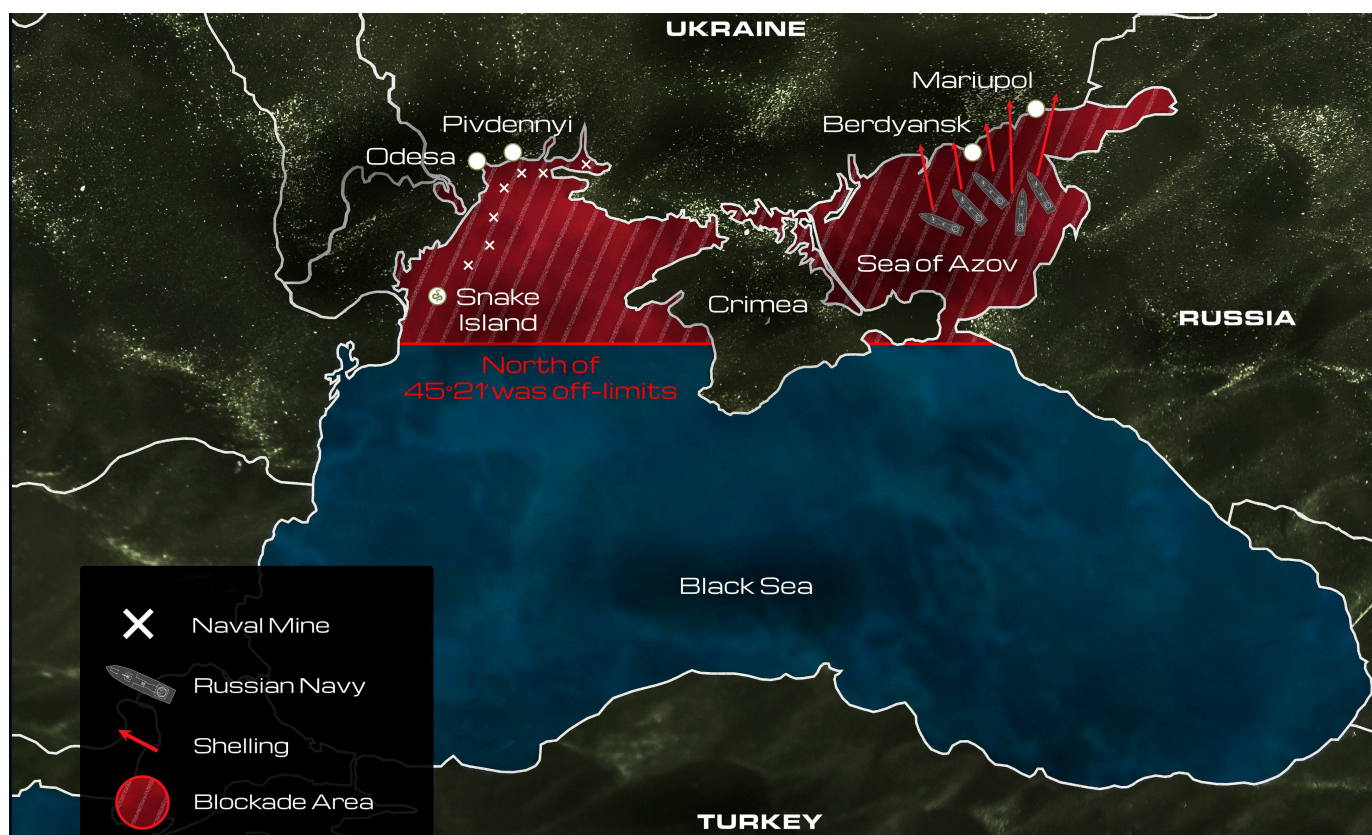 UKRAINE
Mariupol
Pivdennyi
Berdyansk
Odesa
Sea of Azov
Snake
Island
Crimea
RUSSIA
North of
45°21' was off-limits
Black Sea
Naval Mine
Russian Navy
Shelling
Blockade Area
TURKEY